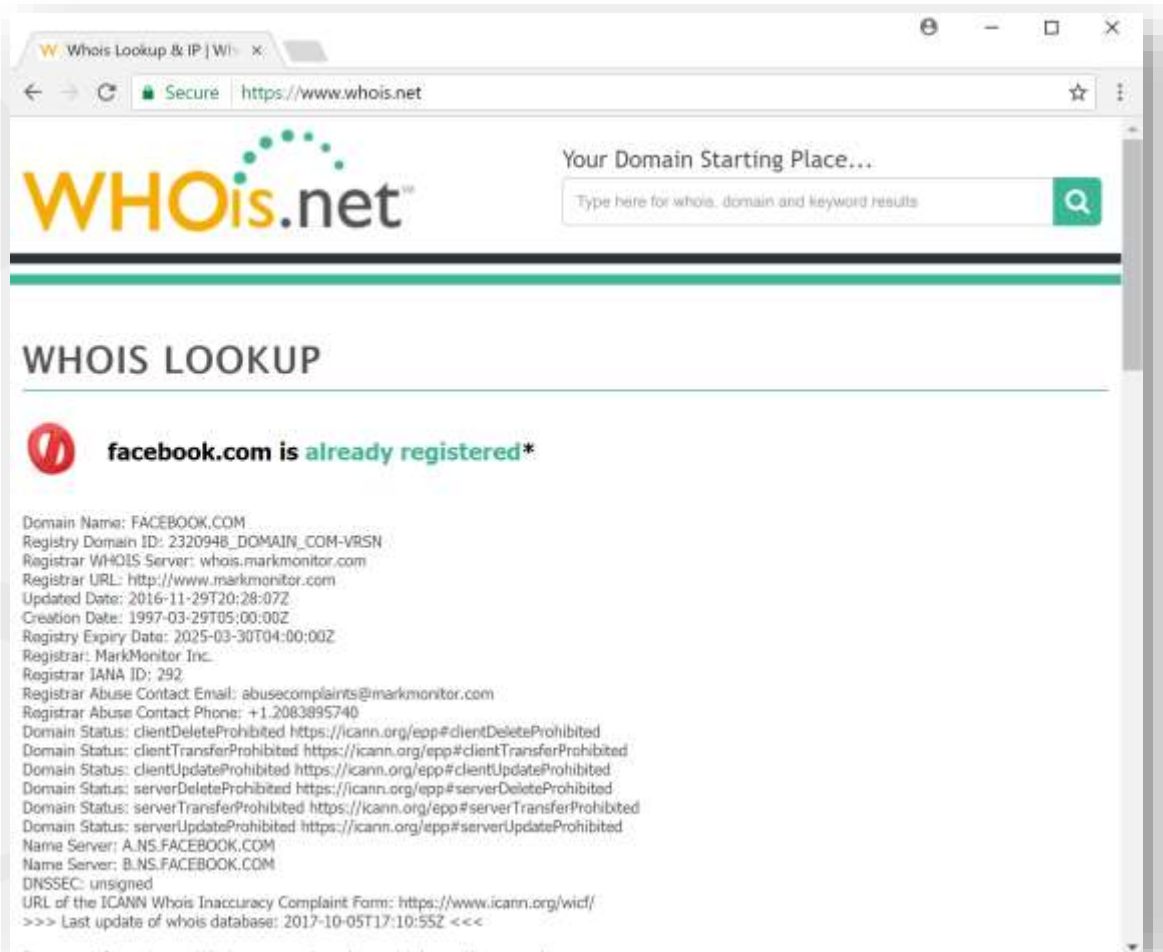 Whois Lookup & IP | Wh
Secure https://www.whois.net
WHOis.net
Your Domain Starting Place...
Type here for whois, domain and keyword results
WHOIS LOOKUP
facebook.com is already registered*
Domain Name: FACEBOOK.COM
Registry Domain ID: 2320948_DOMAIN_COM-VRSN
Registrar WHOIS Server: whois.markmonitor.com
Registrar URL: http://www.markmonitor.com
Updated Date: 2016-11-29T20:28:07Z
Creation Date: 1997-03-29T05:00:00Z
Registry Expiry Date: 2025-03-30T04:00:00Z
Registrar: MarkMonitor Inc.
Registrar IANA ID: 292
Registrar Abuse Contact Email: abusecomplaints@markmonitor.com
Registrar Abuse Contact Phone: +1.2083895740
Domain Status: clientDeleteProhibited https://icann.org/epp#clientDeleteProhibited
Domain Status: clientTransferProhibited https://icann.org/epp#clientTransferProhibited
Domain Status: clientUpdateProhibited https://icann.org/epp#clientUpdateProhibited
Domain Status: serverDeleteProhibited https://icann.org/epp#serverDeleteProhibited
Domain Status: serverTransferProhibited https://icann.org/epp#serverTransferProhibited
Domain Status: serverUpdateProhibited https://icann.org/epp#serverUpdateProhibited
Name Server: A.NS.FACEBOOK.COM
Name Server: B.NS.FACEBOOK.COM
DNSSEC: unsigned
URL of the ICANN Whois Inaccuracy Complaint Form: https://www.icann.org/wicf/
>>> Last update of whois database: 2017-10-05T17:10:55Z <<<